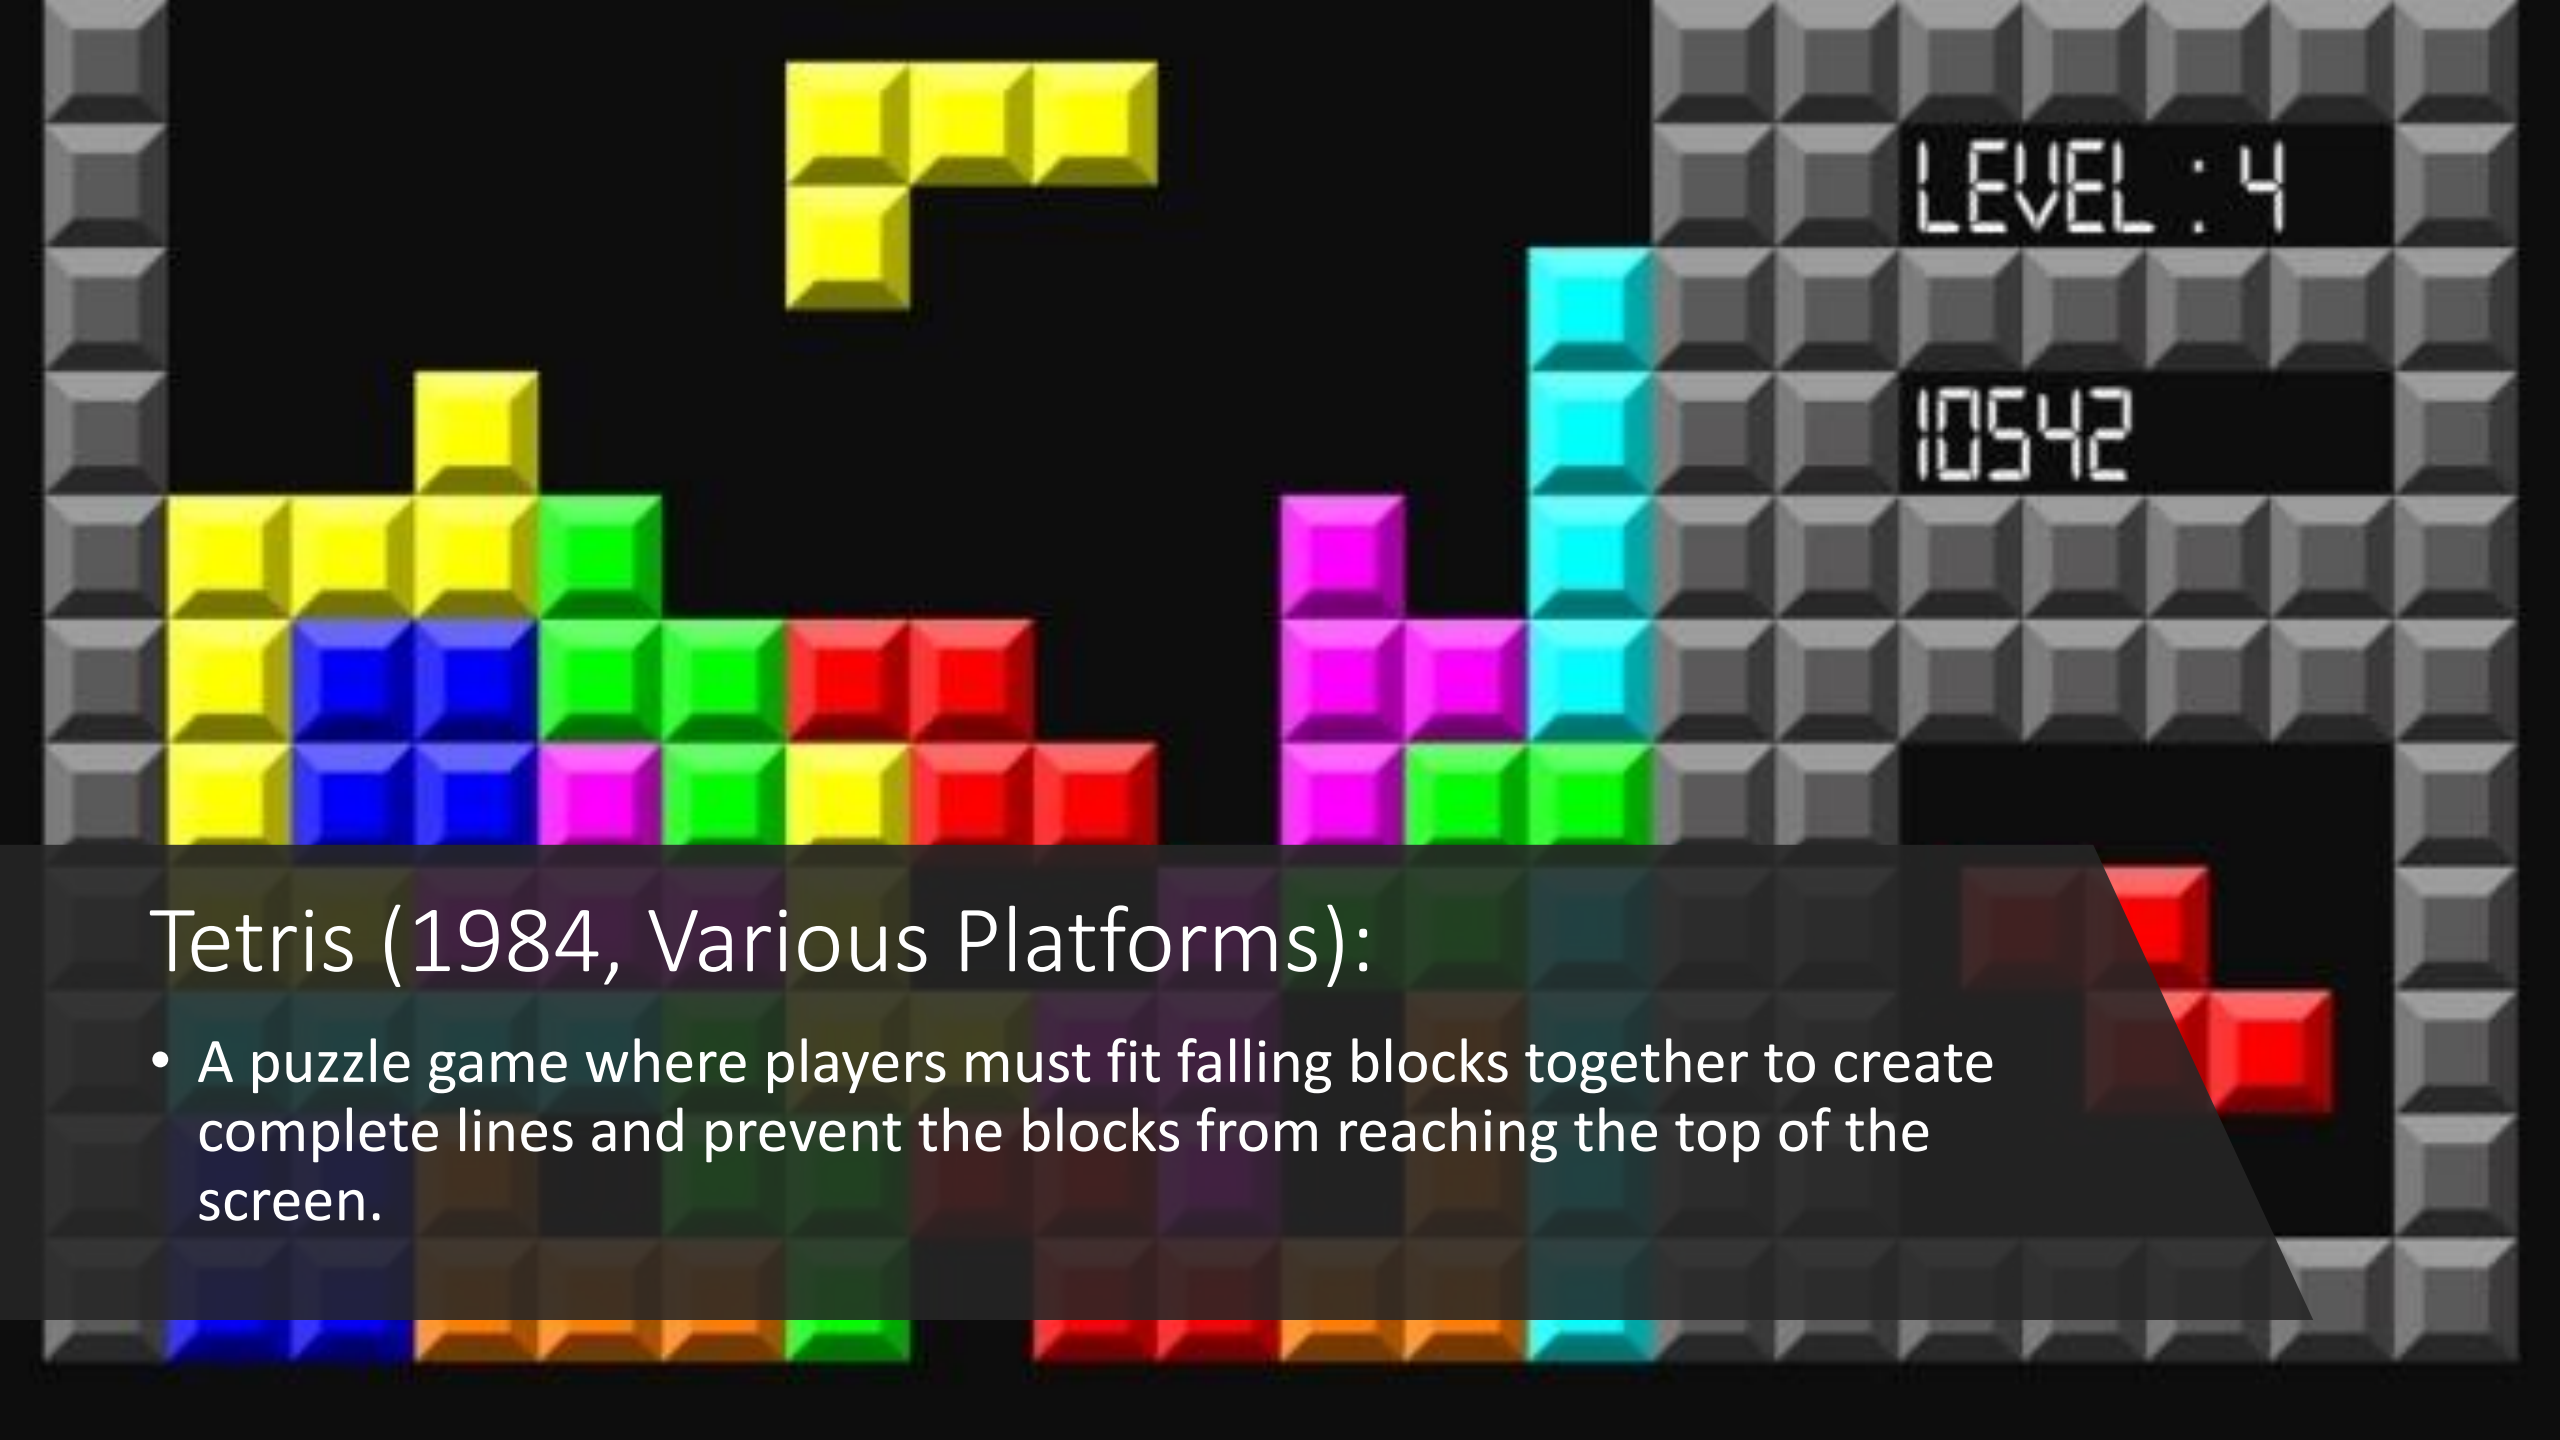 LEVEL : 4
10542
Tetris (1984, Various Platforms):
• A puzzle game where players must fit falling blocks together to create
complete lines and prevent the blocks from reaching the top of the
screen.